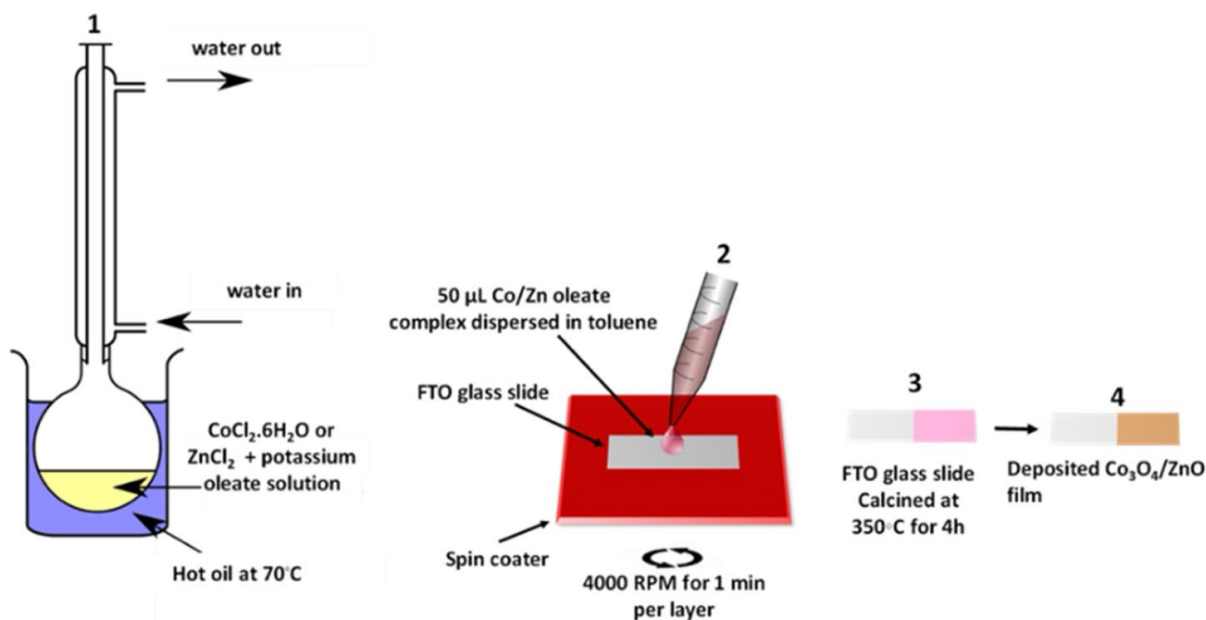 1
water out
water in
CoCl₂.6H₂O or
ZnCl₂ + potassium
oleate solution
Hot oil at 70°C
2
50 µL Co/Zn oleate
complex dispersed in toluene
FTO glass slide
Spin coater
4000 RPM for 1 min
per layer
3
FTO glass slide
Calcined at
350°C for 4h
4
Deposited Co₃O₄/ZnO
film